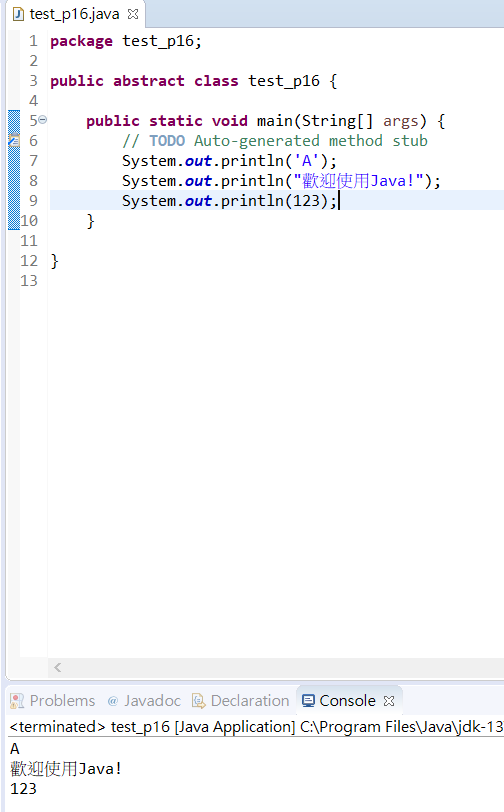 test_p16.java
1 package test_p16;
2
3 public abstract class test_p16 {
4
5 public static void main(String[] args) {
6 // TODO Auto-generated method stub
7 System.out.println('A');
8 System.out.println("歡迎使用Java!");
9 System.out.println(123);
10 }
11
12 }
13
Problems @ Javadoc Declaration Console
<terminated> test_p16 [Java Application] C:\Program Files\Java\jdk-13
A
歡迎使用Java!
123